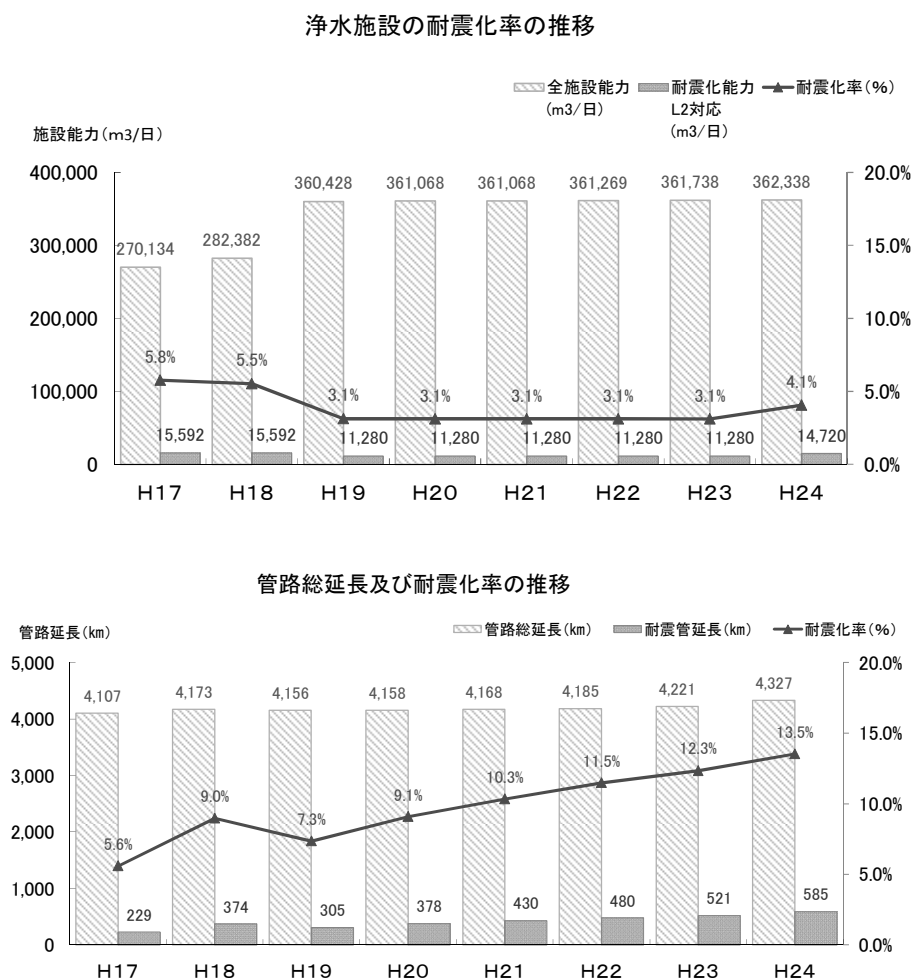 浄水施設の耐震化率の推移
全施設能力
(m3/日)
耐震化能力
L2対応
(m3/日)
耐震化率(%)
施設能力(m3/日)
400,000
300,000
200,000
100,000
0
20.0%
15.0%
10.0%
5.0%
0.0%
270,134
282,382
360,428
361,068
361,068
361,269
361,738
362,338
5.8%
5.5%
3.1%
3.1%
3.1%
3.1%
3.1%
4.1%
15,592
15,592
11,280
11,280
11,280
11,280
11,280
14,720
H17
H18
H19
H20
H21
H22
H23
H24
管路総延長及び耐震化率の推移
管路延長(㎞)
管路総延長(㎞)
耐震管延長(㎞)
耐震化率(%)
5,000
4,000
3,000
2,000
1,000
0
20.0%
15.0%
10.0%
5.0%
0.0%
4,107
4,173
4,156
4,158
4,168
4,185
4,221
4,327
5.6%
9.0%
7.3%
9.1%
10.3%
11.5%
12.3%
13.5%
229
374
305
378
430
480
521
585
H17
H18
H19
H20
H21
H22
H23
H24